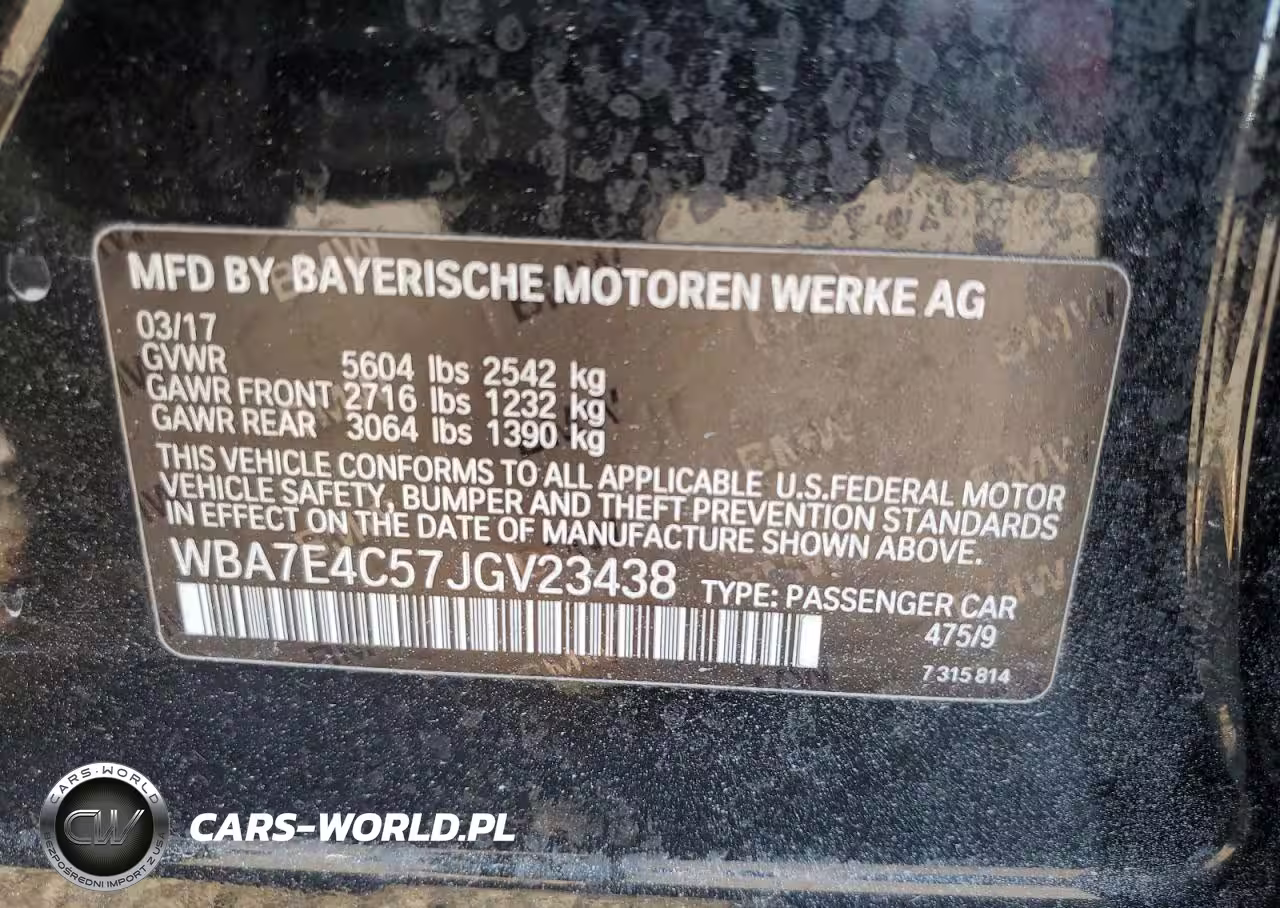 MFD BY BAYERISCHE MOTOREN WERKE AG
03/17
GVWR 5604 lbs 2542 kg
GAWR FRONT 2716 lbs 1232 kg
GAWR REAR 3064 lbs 1390 kg
THIS VEHICLE CONFORMS TO ALL APPLICABLE U.S.FEDERAL MOTOR
VEHICLE SAFETY, BUMPER AND THEFT PREVENTION STANDARDS
IN EFFECT ON THE DATE OF MANUFACTURE SHOWN ABOVE.
WBA7E4C57JGV23438 TYPE: PASSENGER CAR
475/9
7 315 814
CARS-WORLD
CW
BEZPOŚREDNI IMPORT Z USA
CARS-WORLD.PL